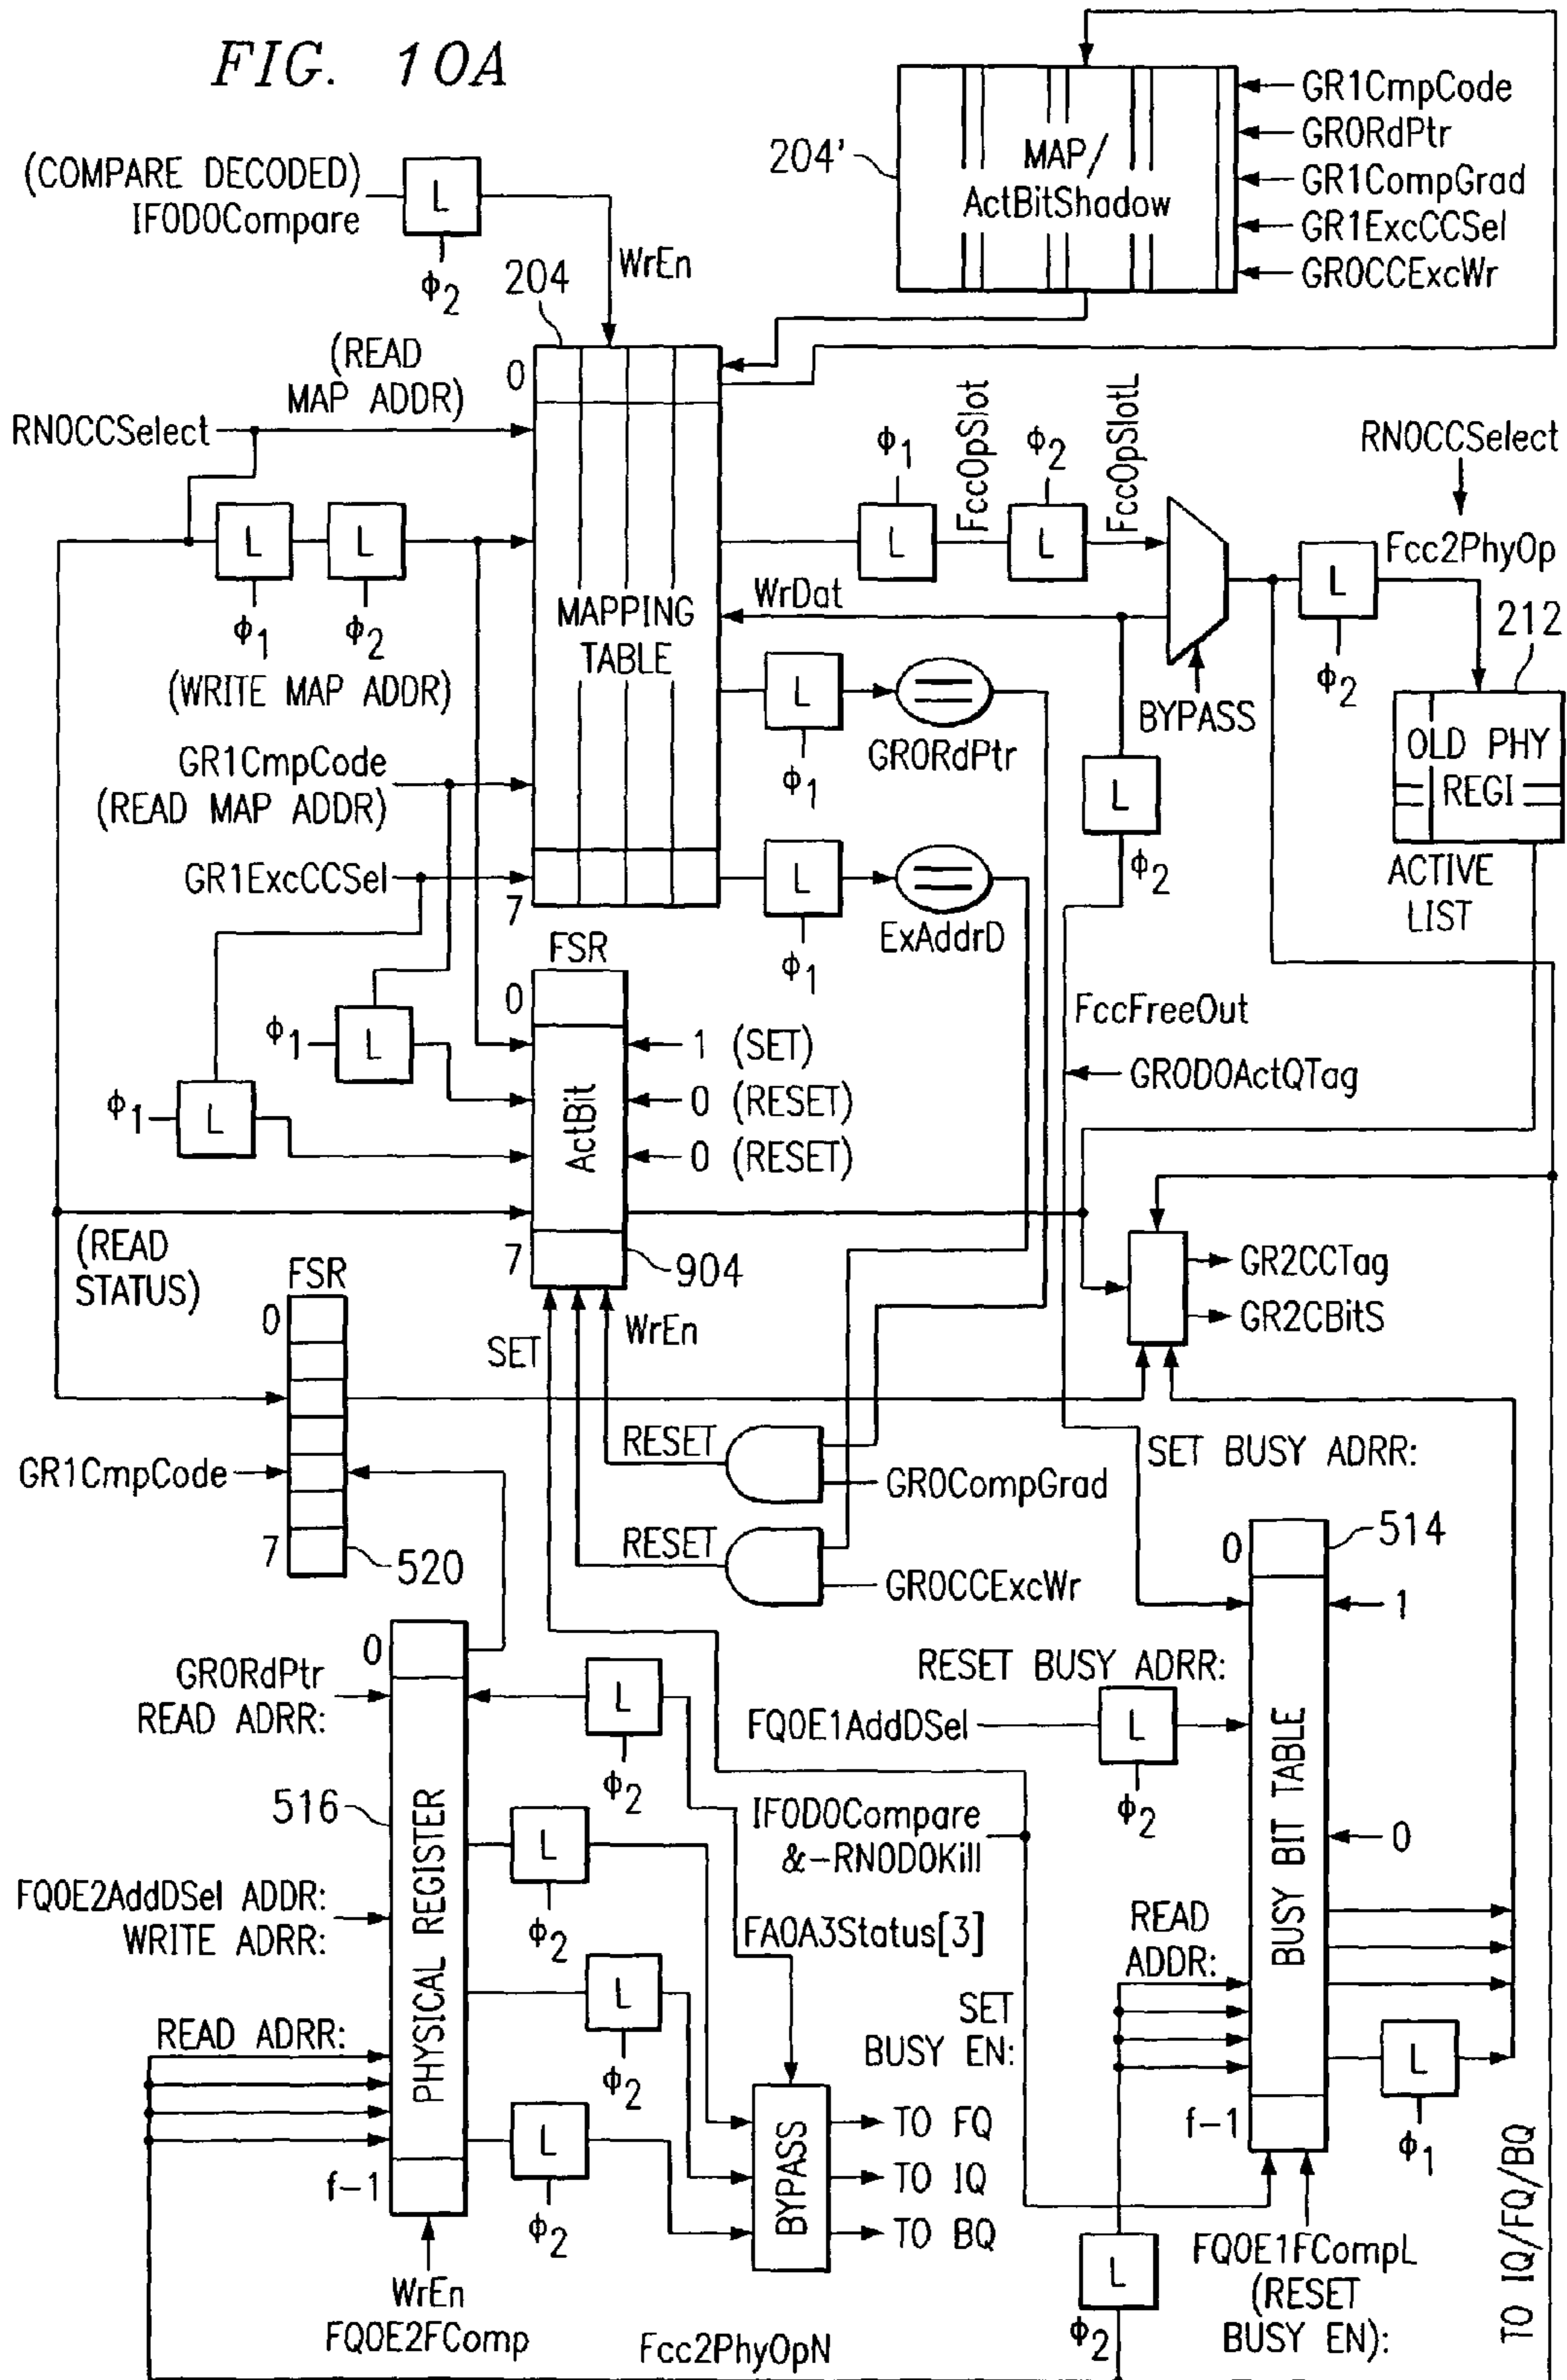 FIG. 10A
GR1CmpCode
GR0RdPtr
GR1CompGrad
GR1ExcCCSel
GR0CCExcWr
204'
MAP/
ActBitShadow
(COMPARE DECODED)
IF0D0Compare
L
ϕ2
WrEn
204
(READ
MAP ADDR)
0
RN0CCSelect
L
L
ϕ1
ϕ2
(WRITE MAP ADDR)
MAPPING
TABLE
ϕ1
L
FccOpSlot
ϕ2
L
FccOpSlotL
RN0CCSelect
Fcc2PhyOp
L
ϕ2
212
WrDat
BYPASS
L
ϕ1
GR0RdPtr
OLD PHY
REGI
ACTIVE
LIST
GR1CmpCode
(READ MAP ADDR)
L
ϕ2
GR1ExcCCSel
7
L
ϕ1
ExAddrD
FSR
0
ActBit
7
904
ϕ1
L
ϕ1
L
1 (SET)
0 (RESET)
0 (RESET)
FccFreeOut
GR0D0ActQTag
(READ
STATUS)
FSR
0
GR2CCTag
GR2CBitS
SET
WrEn
RESET
GR0CompGrad
SET BUSY ADRR:
GR1CmpCode
7
520
RESET
GR0CCExcWr
0
514
1
GR0RdPtr
READ ADRR:
0
L
ϕ2
RESET BUSY ADRR:
FQ0E1AddDSel
L
ϕ2
516
PHYSICAL REGISTER
L
ϕ2
IF0D0Compare
&-RN0D0Kill
BUSY BIT TABLE
0
FQ0E2AddDSel ADDR:
WRITE ADRR:
FA0A3Status[3]
READ
ADDR:
L
ϕ2
SET
BUSY EN:
READ ADRR:
L
ϕ2
f-1
BYPASS
TO FQ
TO IQ
TO BQ
f-1
L
ϕ1
L
ϕ2
WrEn
FQ0E2FComp
Fcc2PhyOpN
FQ0E1FCompL
(RESET
BUSY EN):
TO IQ/FQ/BQ